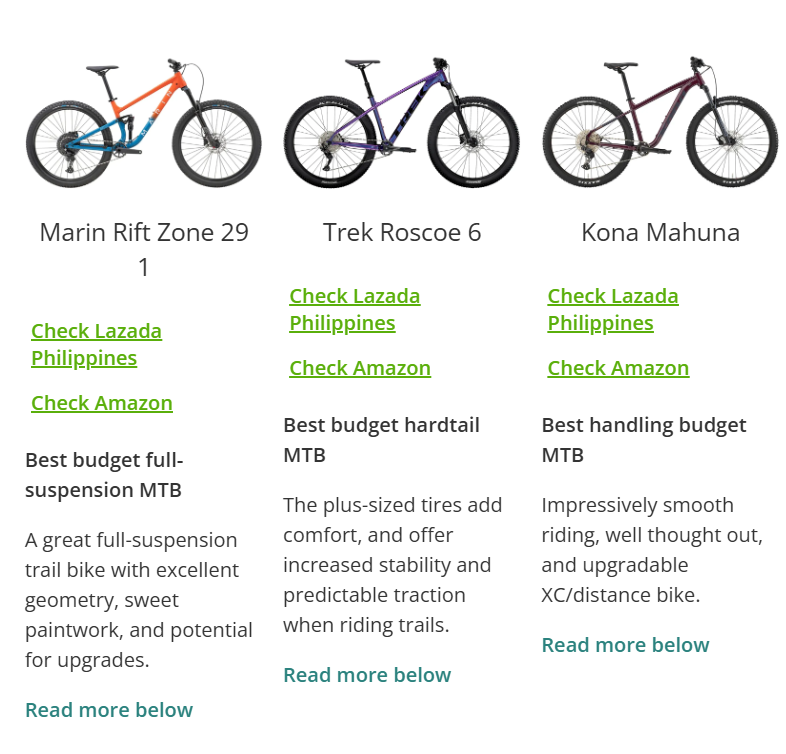 Marin Rift Zone 29
1
Check Lazada
Philippines
Check Amazon
Best budget full-
suspension MTB
A great full-suspension
trail bike with excellent
geometry, sweet
paintwork, and potential
for upgrades.
Read more below
TREK
Trek Roscoe 6
Check Lazada
Philippines
Check Amazon
Best budget hardtail
MTB
The plus-sized tires add
comfort, and offer
increased stability and
predictable traction
when riding trails.
Read more below
Kona Mahuna
Check Lazada
Philippines
Check Amazon
Best handling budget
MTB
Impressively smooth
riding, well thought out,
and upgradable
XC/distance bike.
Read more below